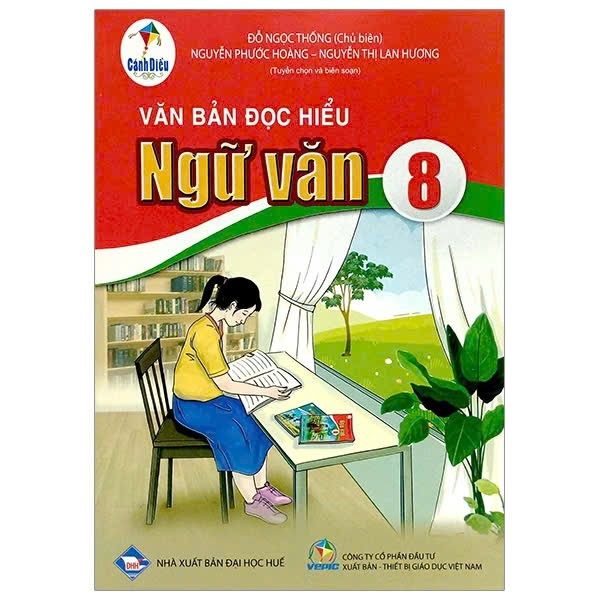 ĐỖ NGỌC THỐNG (Chủ biên)
NGUYỄN PHƯỚC HOÀNG – NGUYỄN THỊ LAN HƯƠNG
(Tuyển chọn và biên soạn)
Cánh Diều
VĂN BẢN ĐỌC HIỂU
Ngữ văn 8
ĐHH
NHÀ XUẤT BẢN ĐẠI HỌC HUẾ
VEPIC
CÔNG TY CỔ PHẦN ĐẦU TƯ
XUẤT BẢN - THIẾT BỊ GIÁO DỤC VIỆT NAM